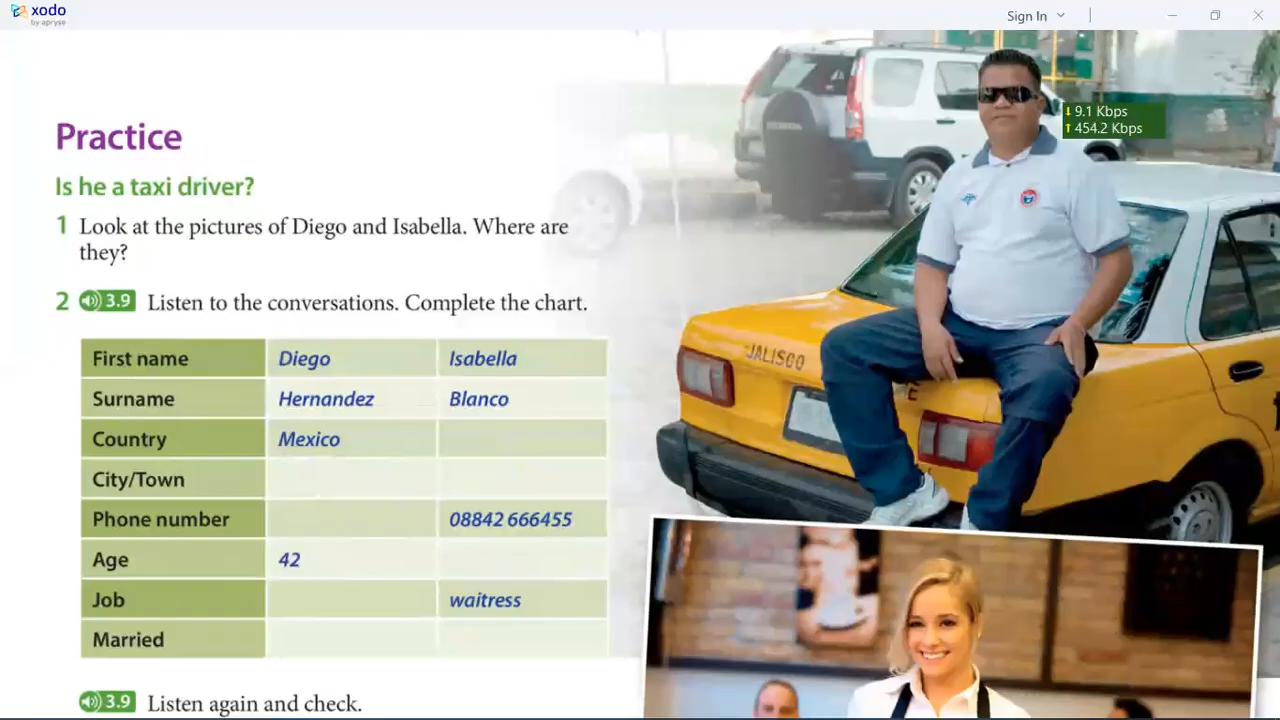 xodo
by apryse
Sign In
9.1 Kbps
454.2 Kbps
Practice
Is he a taxi driver?
1 Look at the pictures of Diego and Isabella. Where are
they?
2 3.9 Listen to the conversations. Complete the chart.
First name Diego Isabella
Surname Hernandez Blanco
Country Mexico
City/Town
Phone number 08842 666455
Age 42
Job waitress
Married
3.9 Listen again and check.
JALISCO
E
HONDA